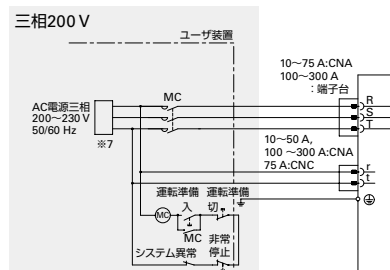 三相200 V
ユーザ装置
10～75 A:CNA
100～300 A
：端子台
MC
R
S
T
AC電源三相
200～230 V
50/60 Hz
※7
10～50 A,
100 ～300 A:CNA
75 A:CNC
r
t
運転準備 運転準備
入 切
MC
MC 非常
停止
システム異常